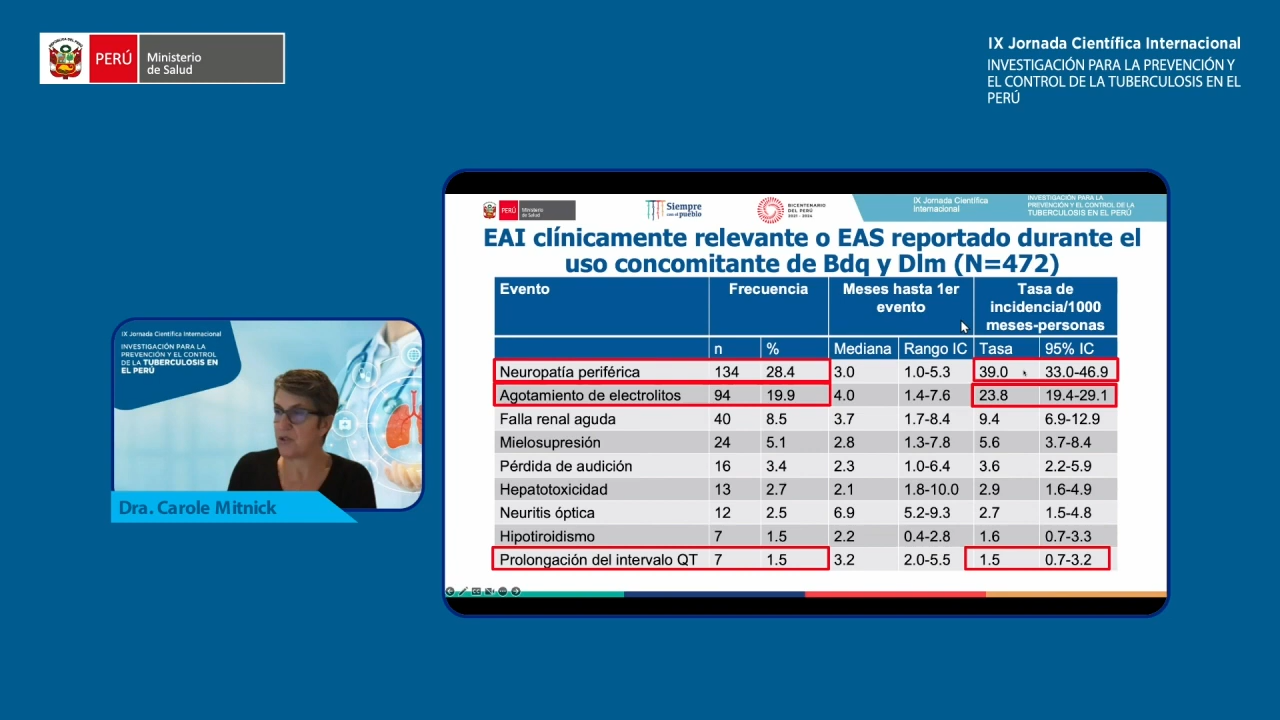 PERÚ
Ministerio
de Salud
IX Jornada Científica Internacional
INVESTIGACIÓN PARA LA PREVENCIÓN Y
EL CONTROL DE LA TUBERCULOSIS EN EL
PERÚ
PERÚ
Ministerio
de Salud
Siempre
con el pueblo
BICENTENARIO
DEL PERÚ
2021 - 2024
IX Jornada Científica
Internacional
INVESTIGACIÓN PARA LA
PREVENCIÓN Y EL CONTROL DE LA
TUBERCULOSIS EN EL PERÚ
EAI clínicamente relevante o EAS reportado durante el
uso concomitante de Bdq y Dlm (N=472)
Evento Frecuencia Meses hasta 1er evento Tasa de incidencia/1000 meses-personas
n % Mediana Rango IC Tasa 95% IC
Neuropatía periférica 134 28.4 3.0 1.0-5.3 39.0 33.0-46.9
Agotamiento de electrolitos 94 19.9 4.0 1.4-7.6 23.8 19.4-29.1
Falla renal aguda 40 8.5 3.7 1.7-8.4 9.4 6.9-12.9
Mielosupresión 24 5.1 2.8 1.3-7.8 5.6 3.7-8.4
Pérdida de audición 16 3.4 2.3 1.0-6.4 3.6 2.2-5.9
Hepatotoxicidad 13 2.7 2.1 1.8-10.0 2.9 1.6-4.9
Neuritis óptica 12 2.5 6.9 5.2-9.3 2.7 1.5-4.8
Hipotiroidismo 7 1.5 2.2 0.4-2.8 1.6 0.7-3.3
Prolongación del intervalo QT 7 1.5 3.2 2.0-5.5 1.5 0.7-3.2
IX Jornada Científica Internacional
INVESTIGACIÓN PARA LA
PREVENCIÓN Y EL CONTROL
DE LA TUBERCULOSIS EN
EL PERÚ
Dra. Carole Mitnick